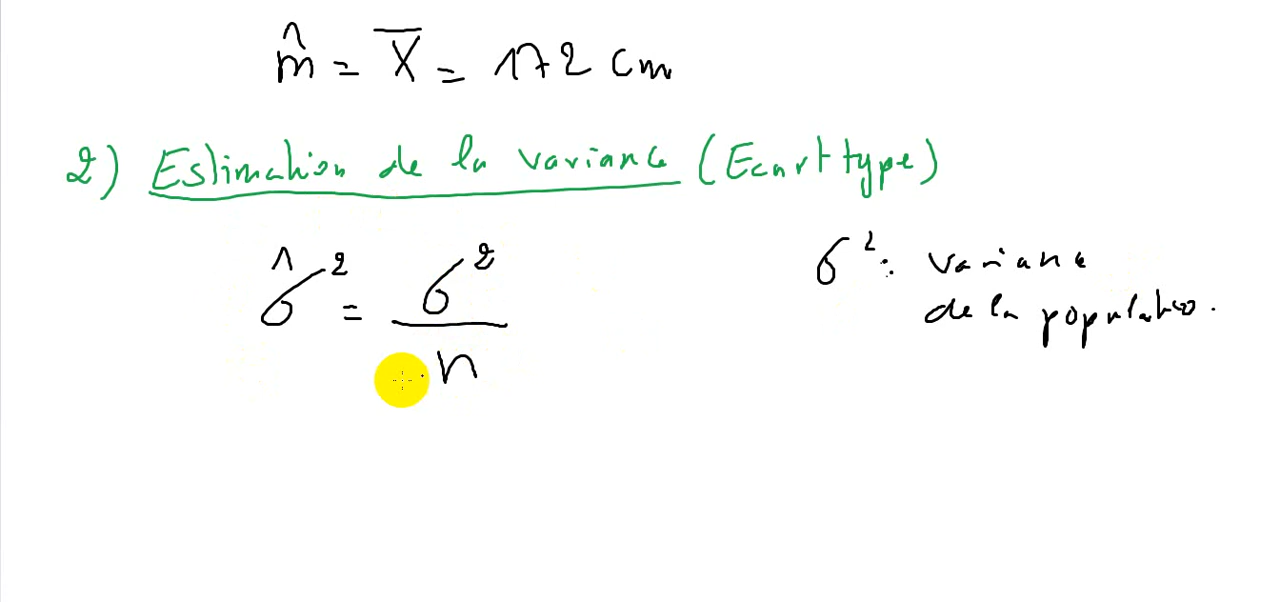 m̂ = X̅ = 172 cm
2) Estimation de la variance (Ecart type)
σ̂² = σ² / n
σ² : variance
de la population.